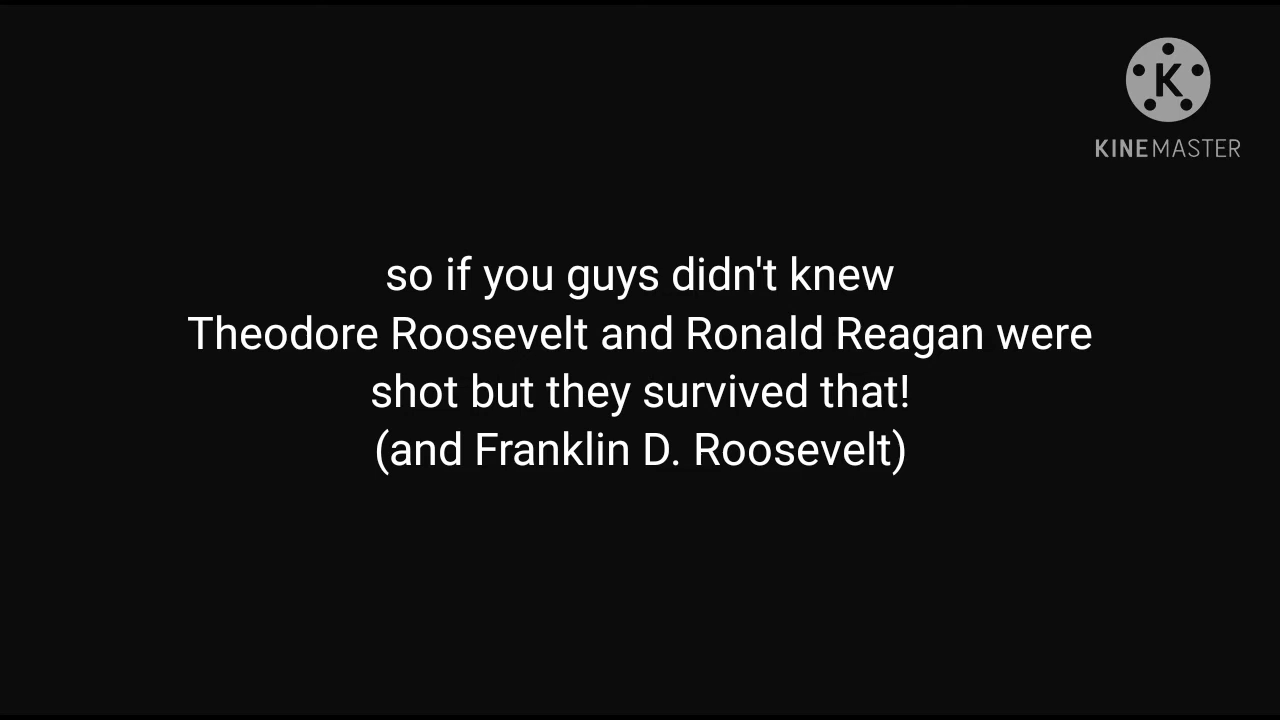 K
KINEMASTER
so if you guys didn't knew
Theodore Roosevelt and Ronald Reagan were
shot but they survived that!
(and Franklin D. Roosevelt)